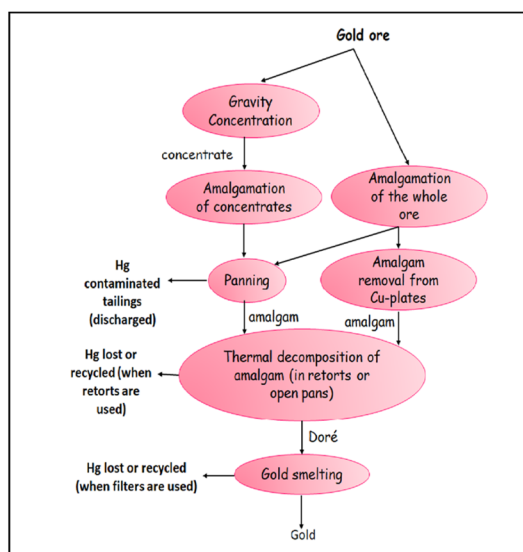 Gold ore
Gravity
Concentration
concentrate
Amalgamation
of concentrates
Amalgamation
of the whole
ore
Hg
contaminated
tailings
(discharged)
Panning
Amalgam
removal from
Cu-plates
amalgam
amalgam
Hg lost or
recycled (when
retorts are
used)
Thermal decomposition of
amalgam (in retorts or
open pans)
Doré
Hg lost or recycled
(when filters are used)
Gold smelting
Gold